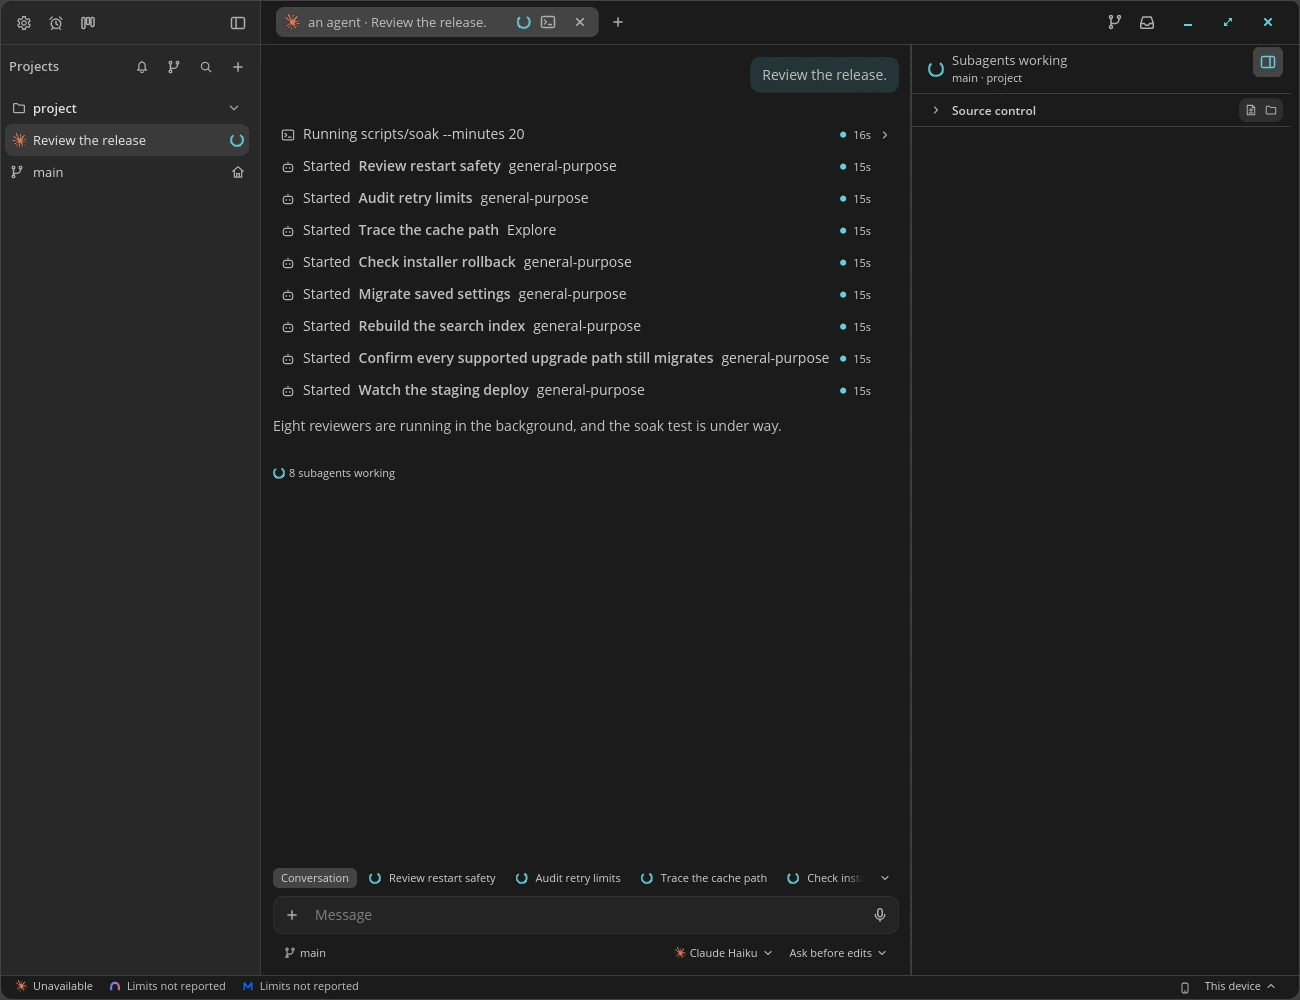 an agent · Review the release.
Projects
project
Review the release
main
Review the release.
Running scripts/soak --minutes 20 16s
Started Review restart safety general-purpose 15s
Started Audit retry limits general-purpose 15s
Started Trace the cache path Explore 15s
Started Check installer rollback general-purpose 15s
Started Migrate saved settings general-purpose 15s
Started Rebuild the search index general-purpose 15s
Started Confirm every supported upgrade path still migrates general-purpose 15s
Started Watch the staging deploy general-purpose 15s
Eight reviewers are running in the background, and the soak test is under way.
8 subagents working
Subagents working
main · project
Source control
Conversation Review restart safety Audit retry limits Trace the cache path Check
Message
main Claude Haiku Ask before edits
Unavailable Limits not reported Limits not reported This device